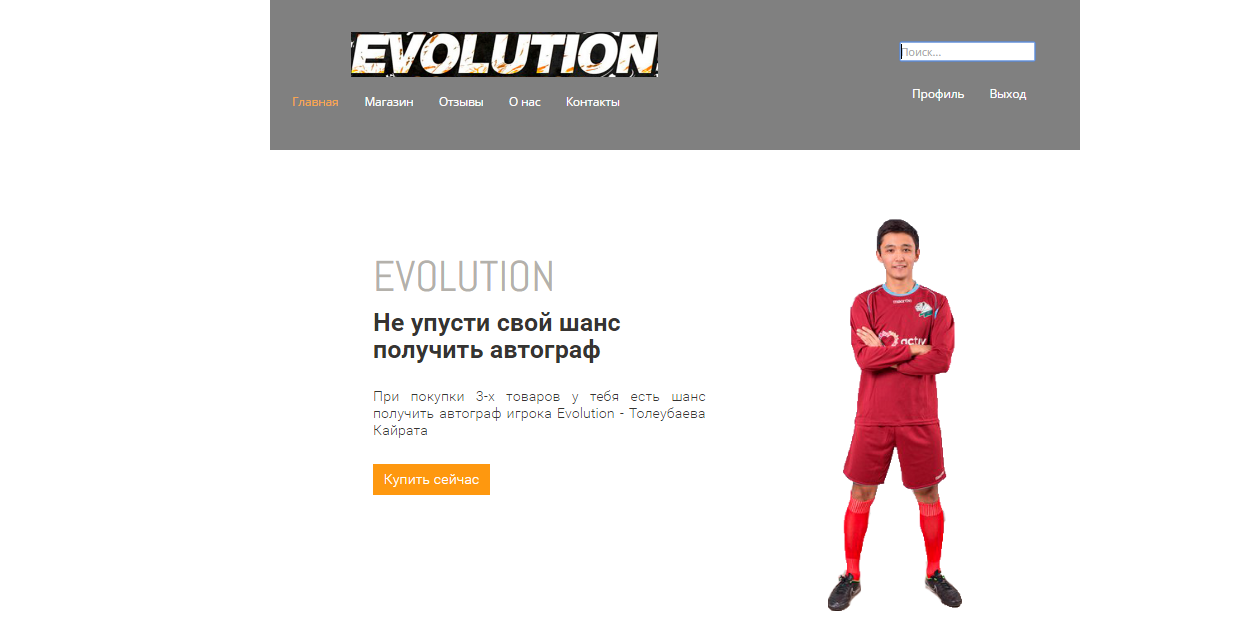 EVOLUTION
Поиск...
Главная Магазин Отзывы О нас Контакты
Профиль Выход
EVOLUTION
Не упусти свой шанс
получить автограф
При покупки 3-х товаров у тебя есть шанс
получить автограф игрока Evolution - Толеубаева
Кайрата
Купить сейчас
activ